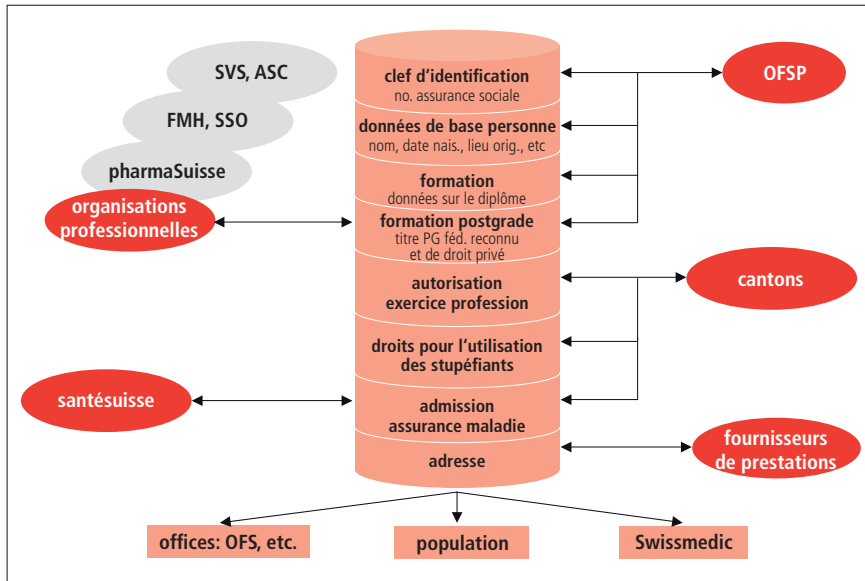 SVS, ASC
FMH, SSO
pharmaSuisse
organisations
professionnelles
santésuisse
clef d'identification
no. assurance sociale
données de base personne
nom, date nais., lieu orig., etc
formation
données sur le diplôme
formation postgrade
titre PG féd. reconnu
et de droit privé
autorisation
exercice profession
droits pour l‘utilisation
des stupéfiants
admission
assurance maladie
adresse
OFSP
cantons
fournisseurs
de prestations
offices: OFS, etc.
population
Swissmedic